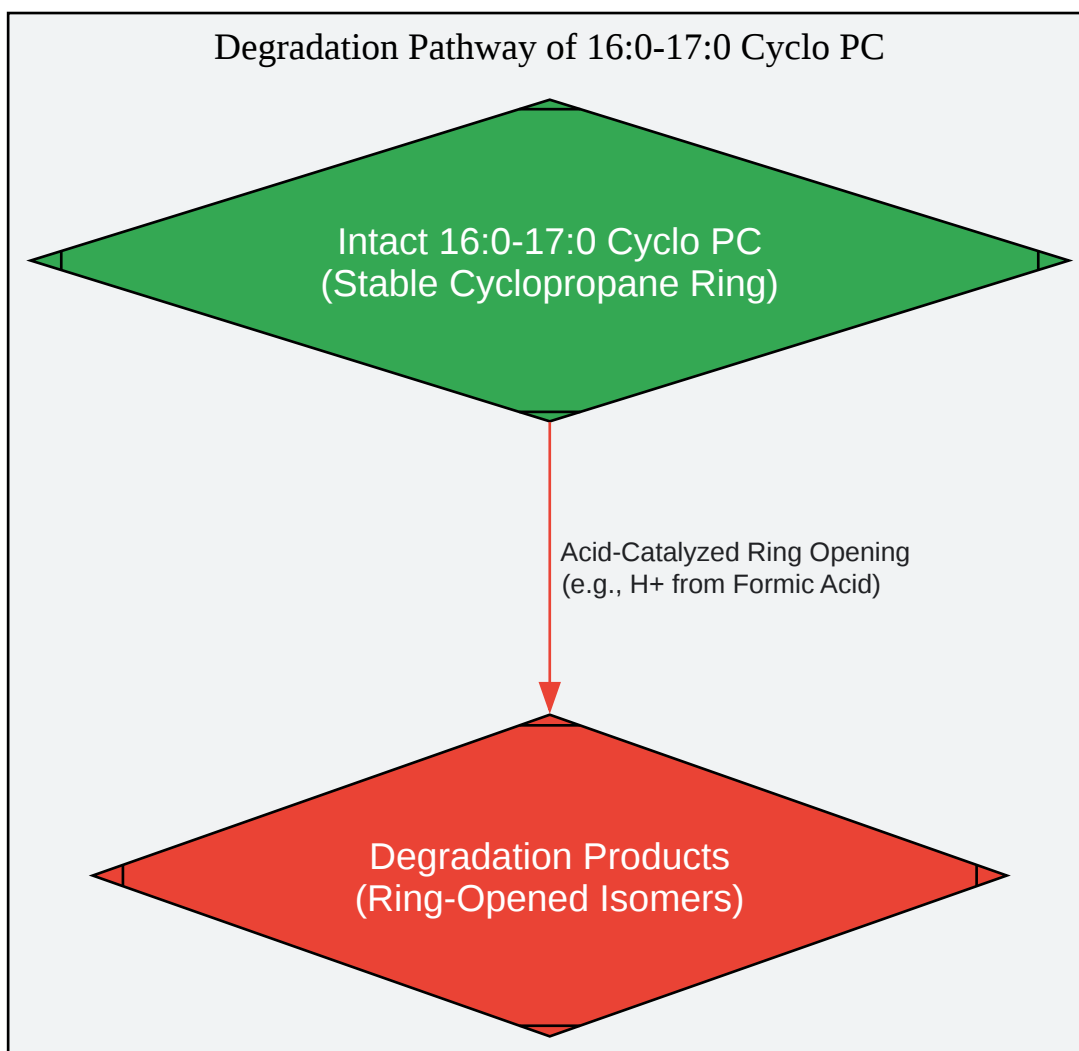 Degradation Pathway of 16:0-17:0 Cyclo PC
Intact 16:0-17:0 Cyclo PC
(Stable Cyclopropane Ring)
Acid-Catalyzed Ring Opening
(e.g., H+ from Formic Acid)
Degradation Products
(Ring-Opened Isomers)